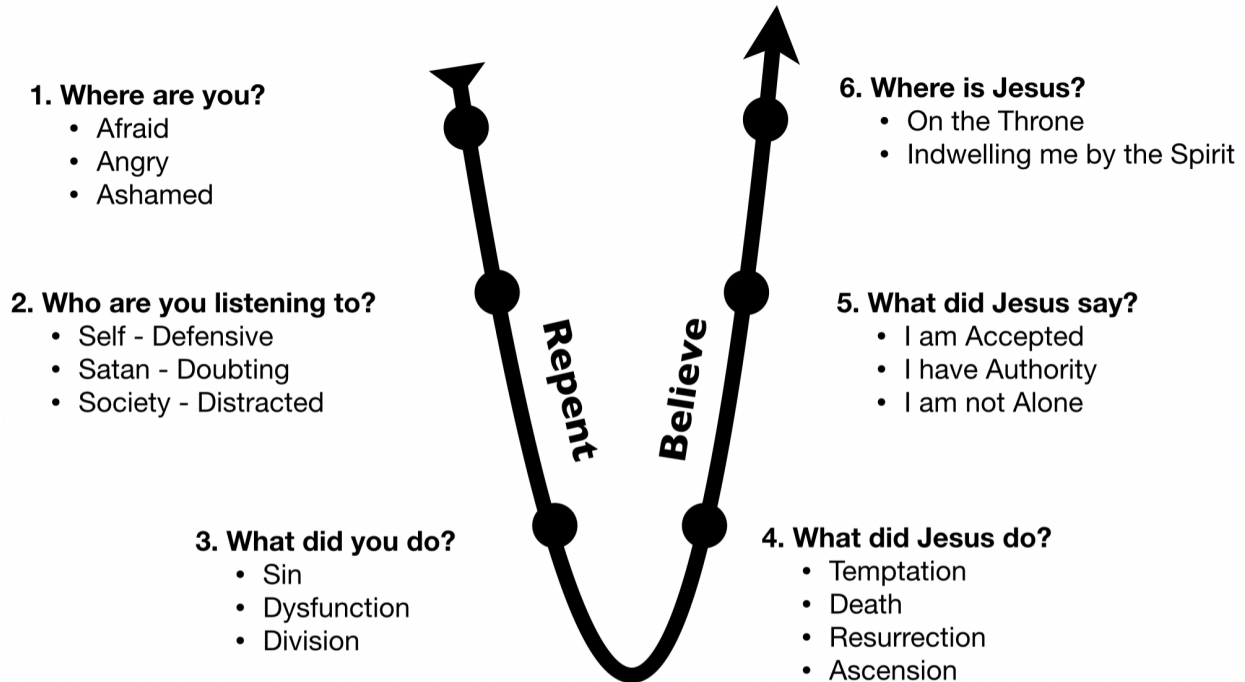 1. Where are you?
• Afraid
• Angry
• Ashamed
2. Who are you listening to?
• Self - Defensive
• Satan - Doubting
• Society - Distracted
3. What did you do?
• Sin
• Dysfunction
• Division
Repent
Believe
4. What did Jesus do?
• Temptation
• Death
• Resurrection
• Ascension
5. What did Jesus say?
• I am Accepted
• I have Authority
• I am not Alone
6. Where is Jesus?
• On the Throne
• Indwelling me by the Spirit